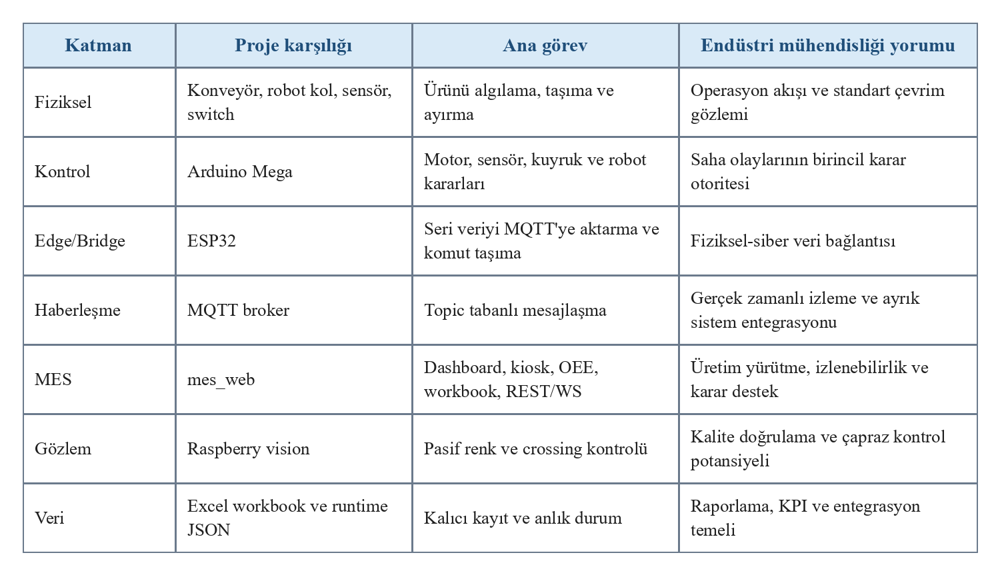 Katman
Proje karşılığı
Ana görev
Endüstri mühendisliği yorumu
Fiziksel
Konveyör, robot kol, sensör,
switch
Ürünü algılama, taşıma ve
ayırma
Operasyon akışı ve standart çevrim
gözlemi
Kontrol
Arduino Mega
Motor, sensör, kuyruk ve robot
kararları
Saha olaylarının birincil karar
otoritesi
Edge/Bridge
ESP32
Seri veriyi MQTT'ye aktarma ve
komut taşıma
Fiziksel-siber veri bağlantısı
Haberleşme
MQTT broker
Topic tabanlı mesajlaşma
Gerçek zamanlı izleme ve ayrık
sistem entegrasyonu
MES
mes_web
Dashboard, kiosk, OEE,
workbook, REST/WS
Üretim yürütme, izlenebilirlik ve
karar destek
Gözlem
Raspberry vision
Pasif renk ve crossing kontrolü
Kalite doğrulama ve çapraz kontrol
potansiyeli
Veri
Excel workbook ve runtime
JSON
Kalıcı kayıt ve anlık durum
Raporlama, KPI ve entegrasyon
temeli